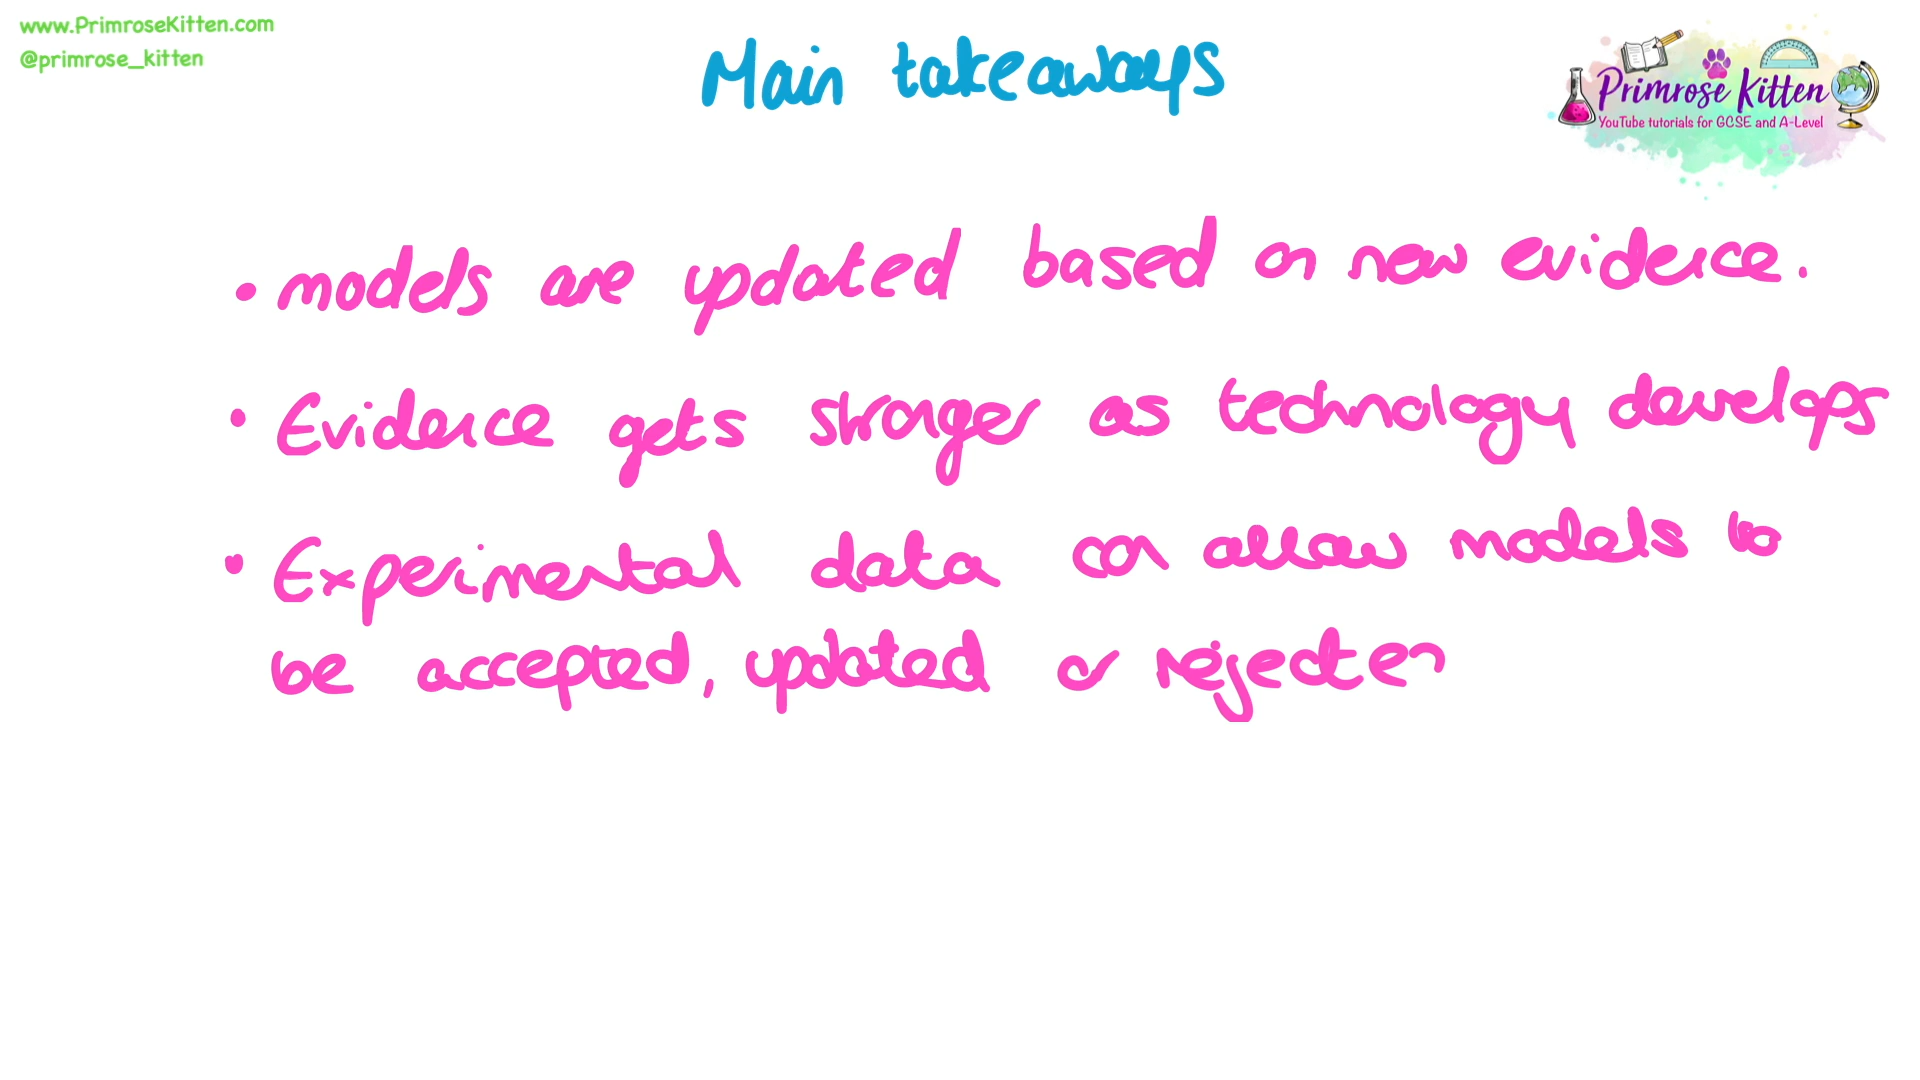 www.PrimroseKitten.com
@primrose_kitten
Main takeaways
Primrose Kitten
YouTube tutorials for GCSE and A-Level
• models are updated based on new evidence.
• Evidence gets stronger as technology develops
• Experimental data can allow models to
be accepted, updated or rejecte